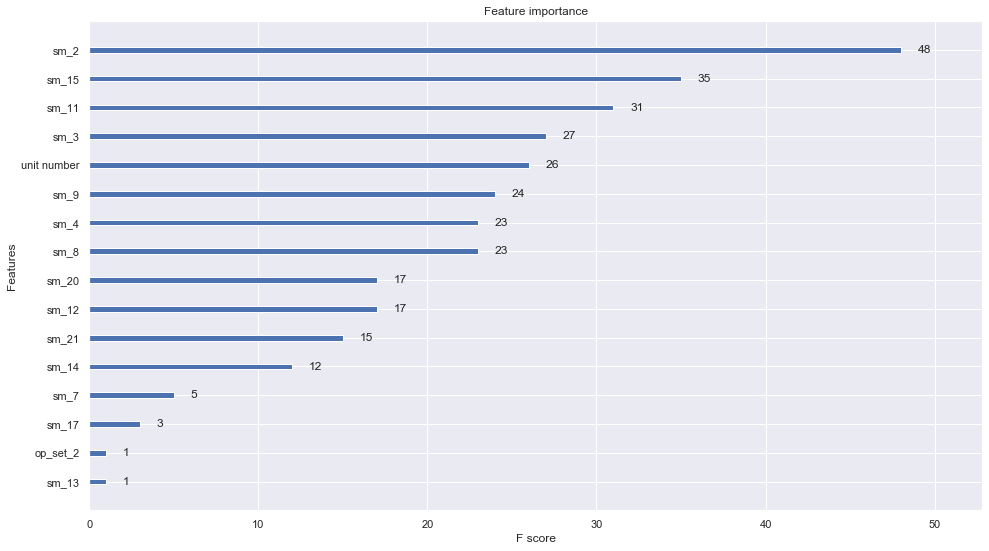 Feature importance
Features
sm_2 48
sm_15 35
sm_11 31
sm_3 27
unit number 26
sm_9 24
sm_4 23
sm_8 23
sm_20 17
sm_12 17
sm_21 15
sm_14 12
sm_7 5
sm_17 3
op_set_2 1
sm_13 1
0 10 20 30 40 50
F score